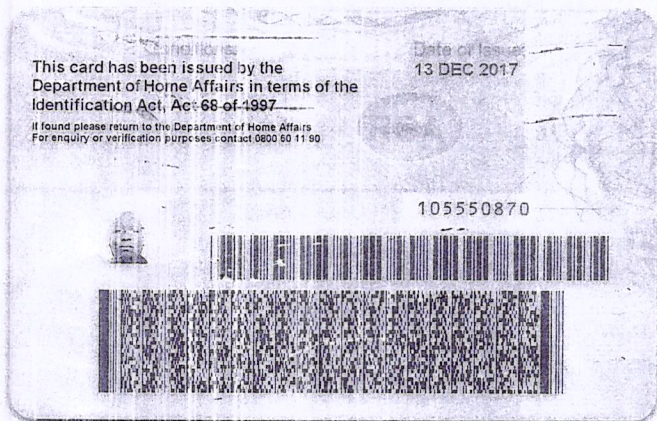 Conditions:
This card has been issued by the
Department of Home Affairs in terms of the
Identification Act, Act 68 of 1997
If found please return to the Department of Home Affairs
For enquiry or verification purposes contact 0800 60 11 90
Date of Issue:
13 DEC 2017
105550870